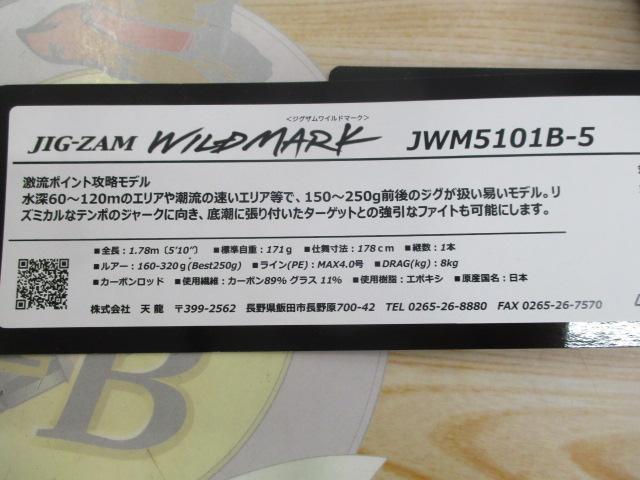 ＜ジグザムワイルドマーク＞
JIG-ZAM WILDMARK JWM5101B-5
激流ポイント攻略モデル
水深60～120mのエリアや潮流の速いエリア等で、150～250g前後のジグが扱い易いモデル。リ
ズミカルなテンポのジャークに向き、底潮に張り付いたターゲットとの強引なファイトも可能にします。
■全長：1.78m（5'10"） ■標準自重：171g ■仕舞寸法：178cm ■継数：1本
■ルアー：160-320g(Best250g) ■ライン(PE)：MAX4.0号 ■DRAG(kg)：8kg
■カーボンロッド ■使用繊維：カーボン89% グラス 11% ■使用樹脂：エポキシ ■原産国名：日本
株式会社 天 龍 〒399-2562 長野県飯田市長野原700-42 TEL 0265-26-8880 FAX 0265-26-7570
B